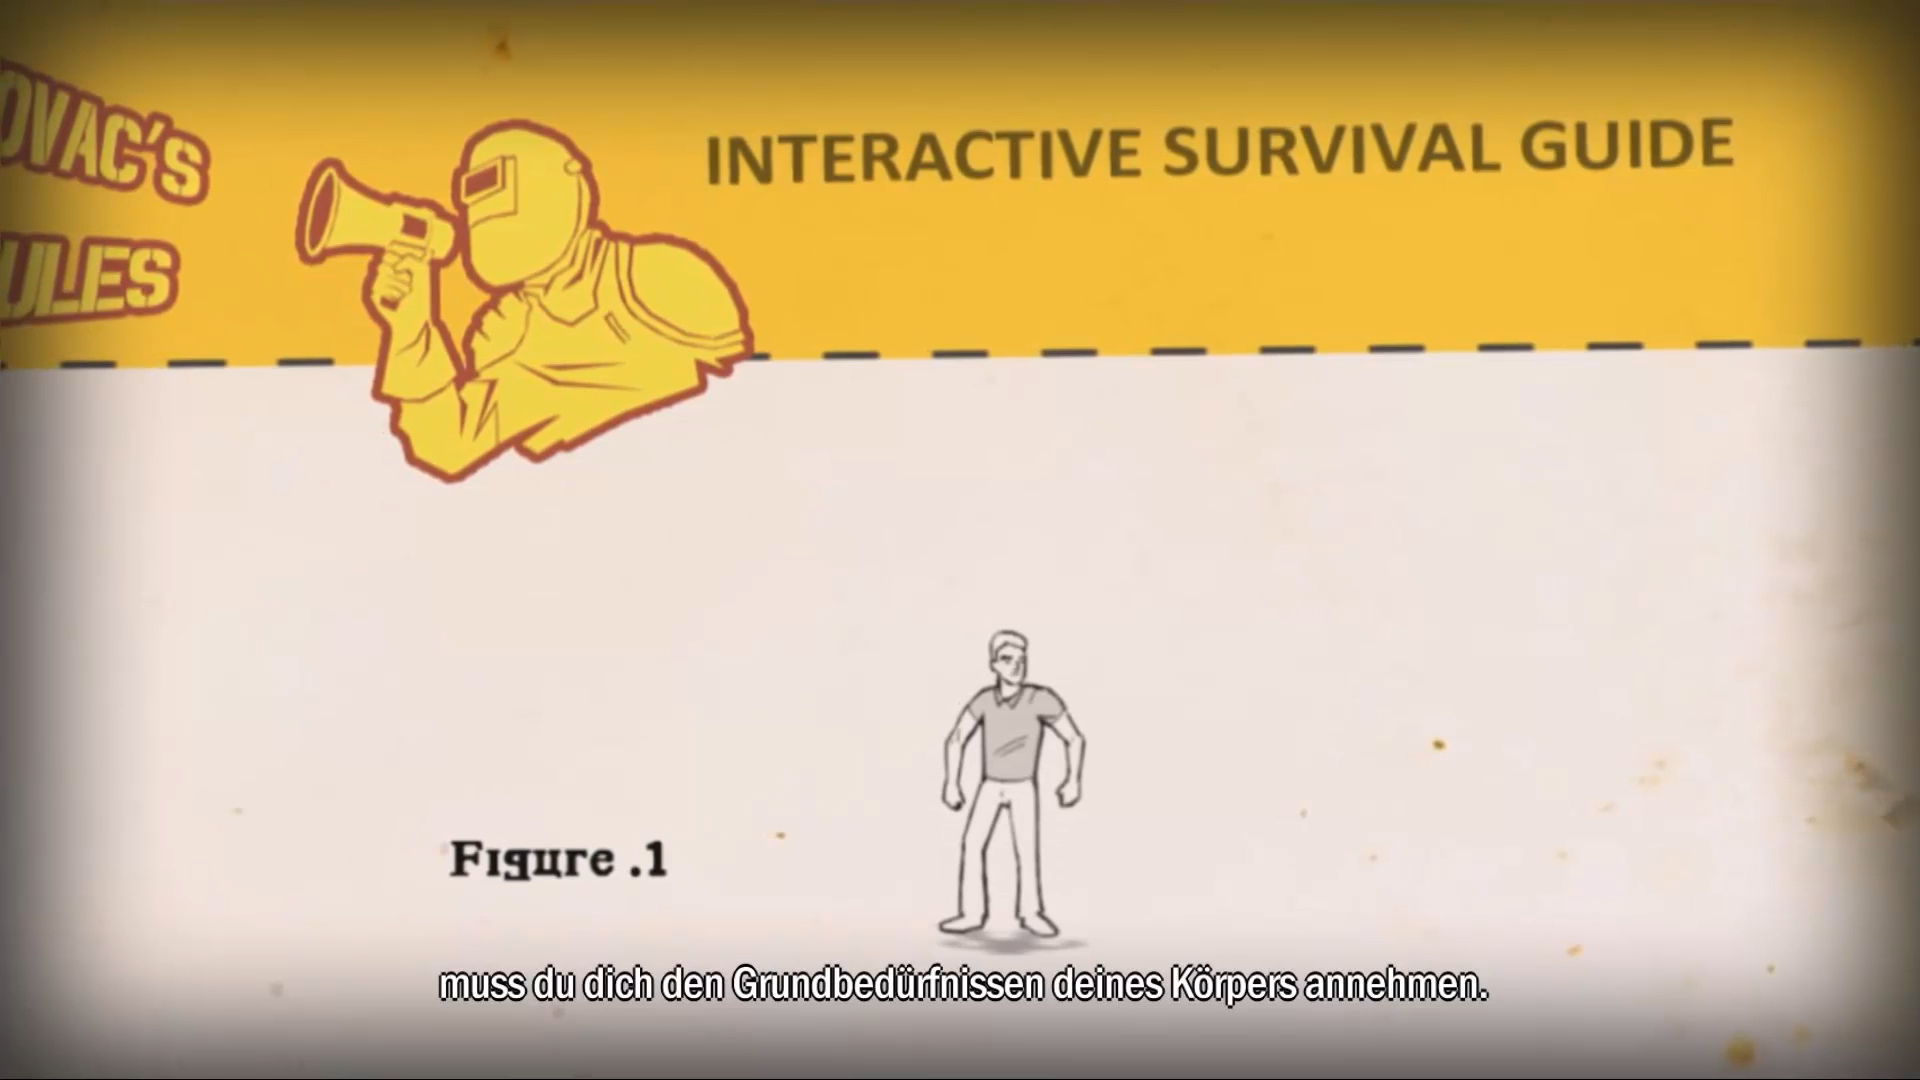 OVAC'S
ULES
INTERACTIVE SURVIVAL GUIDE
Figure .1
muss du dich den Grundbedürfnissen deines Körpers annehmen.